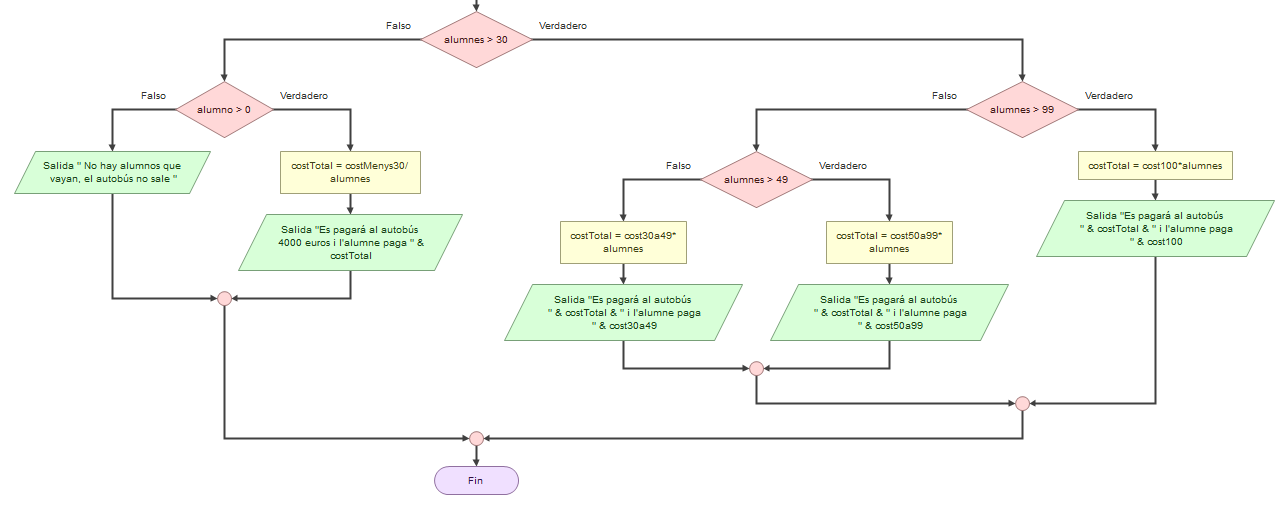 Falso
Verdadero
alumnes > 30
Falso
Verdadero
alumno > 0
Falso
Verdadero
alumnes > 99
Salida " No hay alumnos que
vayan, el autobús no sale "
costTotal = costMenys30/
alumnes
Falso
Verdadero
alumnes > 49
costTotal = cost100*alumnes
Salida "Es pagará al autobús
4000 euros i l'alumne paga " &
costTotal
costTotal = cost30a49*
alumnes
costTotal = cost50a99*
alumnes
Salida "Es pagará al autobús
" & costTotal & " i l'alumne paga
" & cost100
Salida "Es pagará al autobús
" & costTotal & " i l'alumne paga
" & cost30a49
Salida "Es pagará al autobús
" & costTotal & " i l'alumne paga
" & cost50a99
Fin